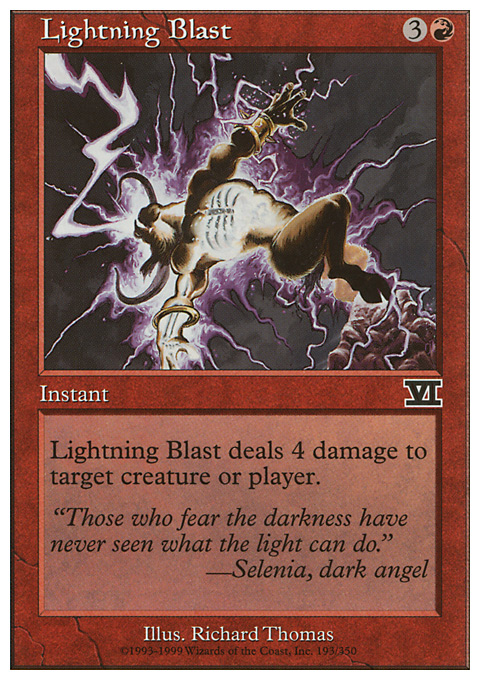 Lightning Blast 3
Instant VI
Lightning Blast deals 4 damage to
target creature or player.
“Those who fear the darkness have
never seen what the light can do.”
—Selenia, dark angel
Illus. Richard Thomas
©1993–1999 Wizards of the Coast, Inc. 193/350